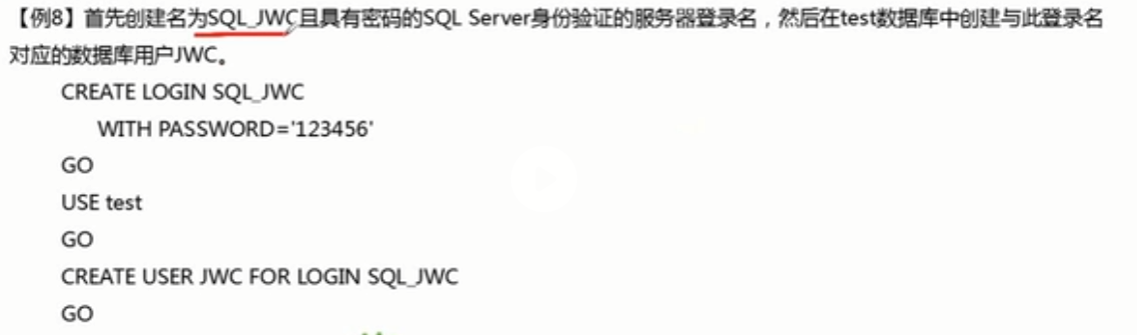 【例8】首先创建名为SQL_JWC且具有密码的SQL Server身份验证的服务器登录名，然后在test数据库中创建与此登录名
对应的数据库用户JWC。
CREATE LOGIN SQL_JWC
WITH PASSWORD='123456'
GO
USE test
GO
CREATE USER JWC FOR LOGIN SQL_JWC
GO